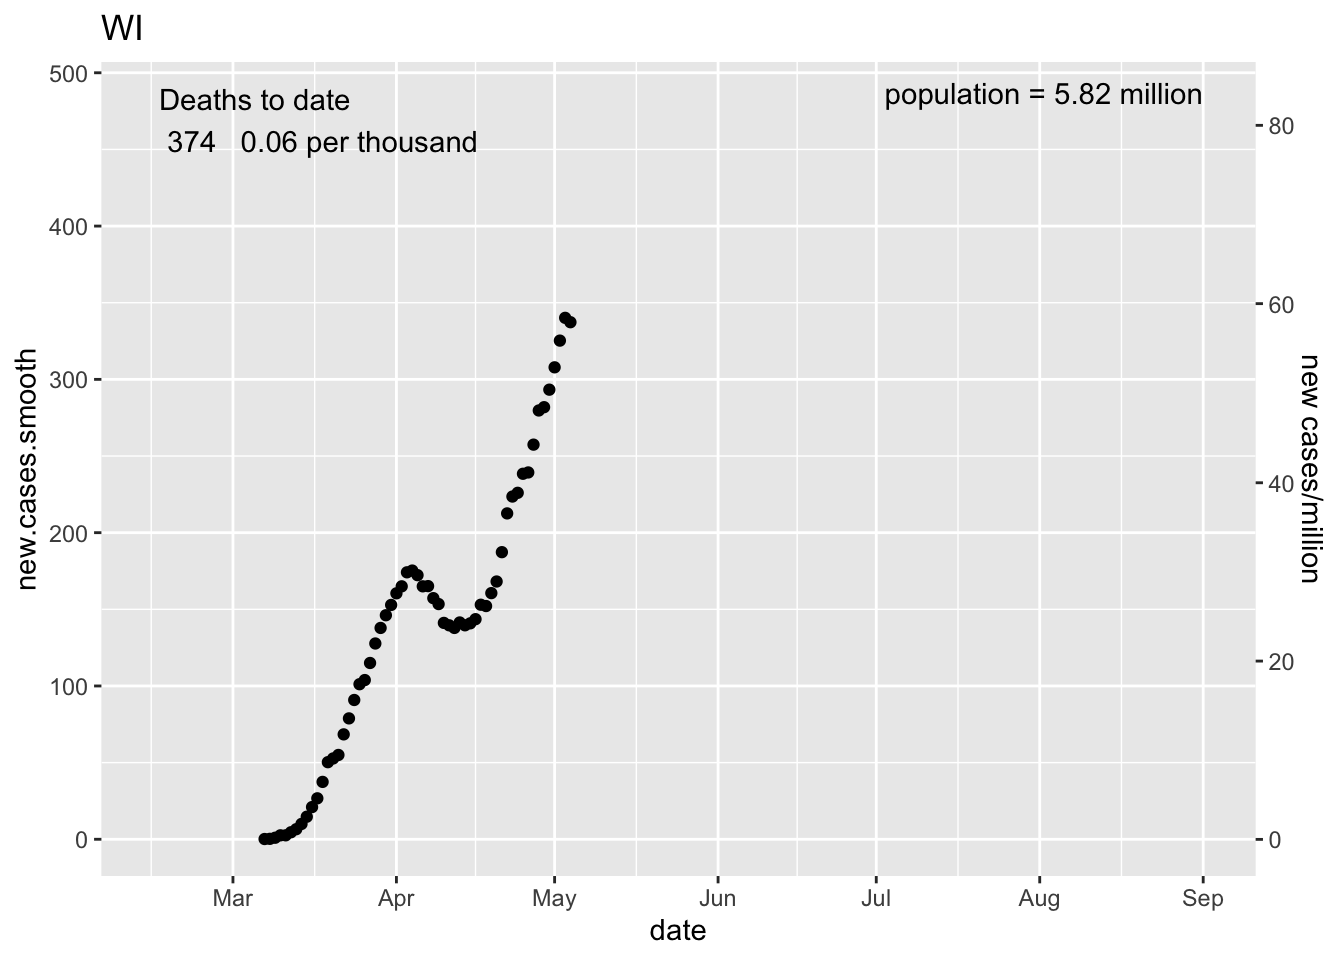 WI
Deaths to date
374 0.06 per thousand
population = 5.82 million
new.cases.smooth
500
400
300
200
100
0
new cases/million
80
60
40
20
0
Mar Apr May Jun Jul Aug Sep
date